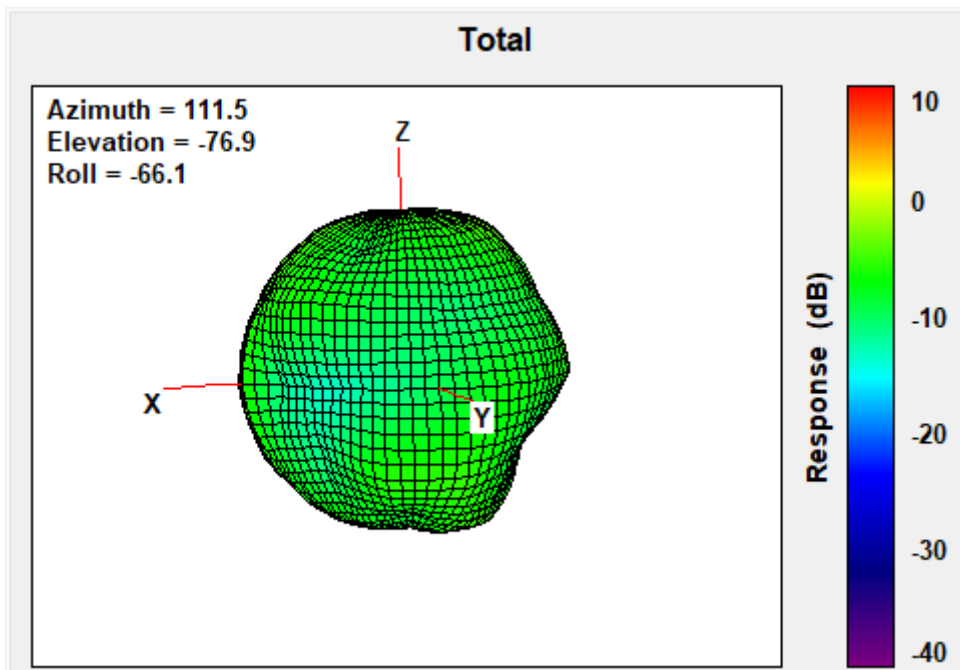 Total
Azimuth = 111.5
Elevation = -76.9
Roll = -66.1
Z
X
Y
10
0
-10
-20
-30
-40
Response (dB)